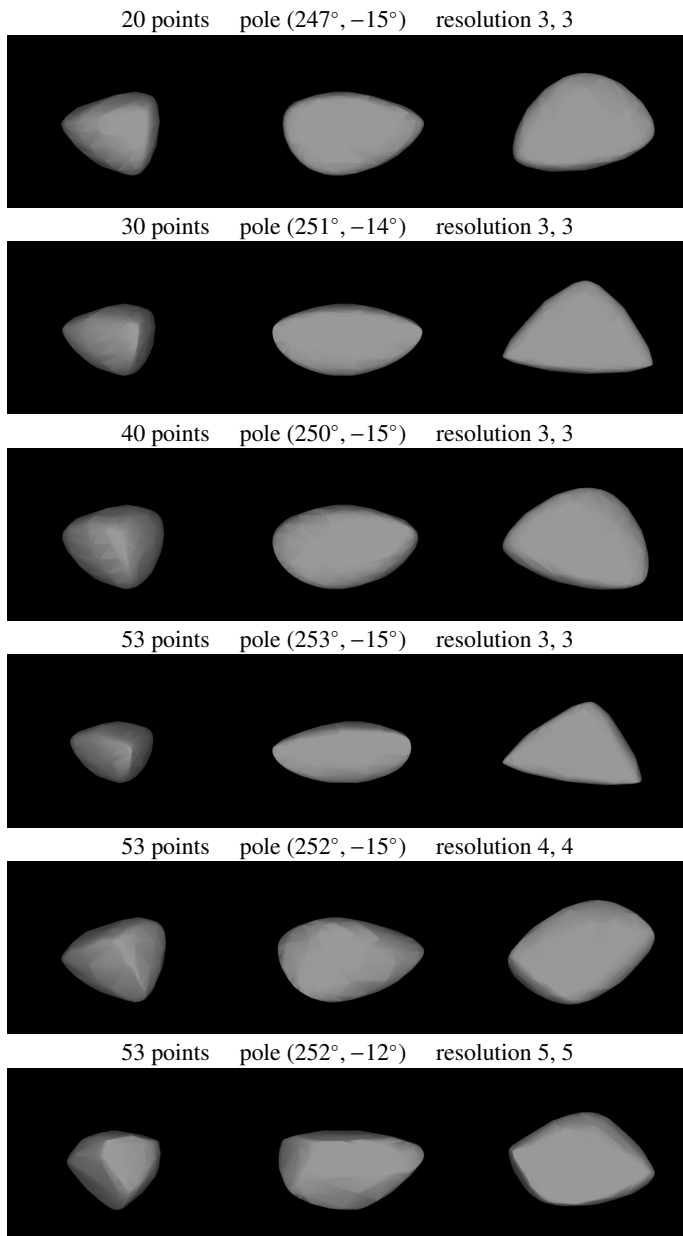 20 points pole (247°, −15°) resolution 3, 3
30 points pole (251°, −14°) resolution 3, 3
40 points pole (250°, −15°) resolution 3, 3
53 points pole (253°, −15°) resolution 3, 3
53 points pole (252°, −15°) resolution 4, 4
53 points pole (252°, −12°) resolution 5, 5